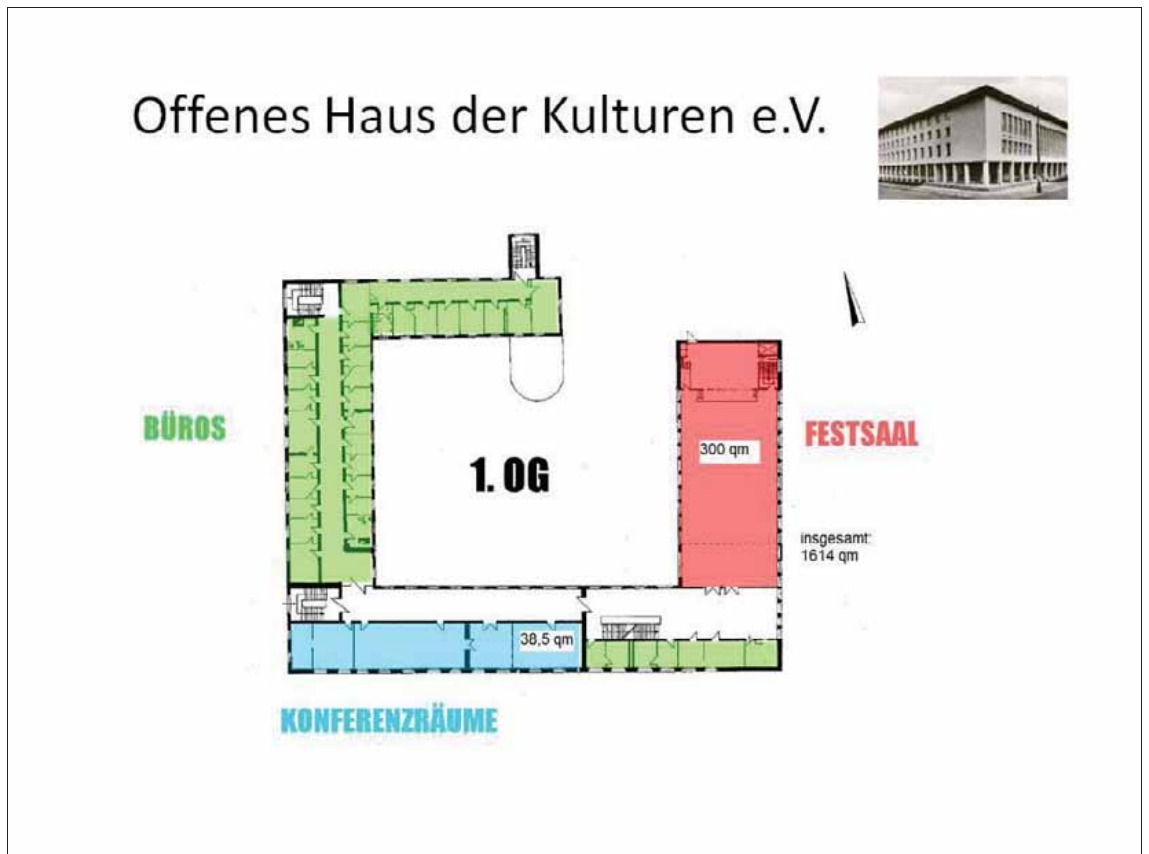 Offenes Haus der Kulturen e.V.
BÜROS
1. OG
300 qm
FESTSAAL
insgesamt:
1614 qm
38,5 qm
KONFERENZRÄUME